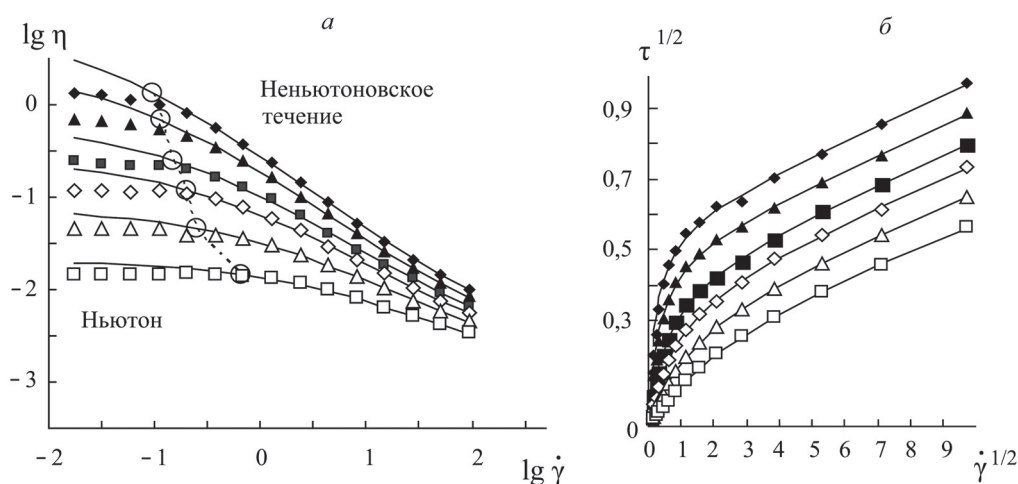 а
б
lg η
τ 1/2
Неньютоновское
течение
0
−1
−2
−3
Ньютон
−2
−1
0
1
2
lg γ̇
0,9
0,7
0,5
0,3
0
0 1 2 3 4 5 6 7 8 9
γ̇ 1/2